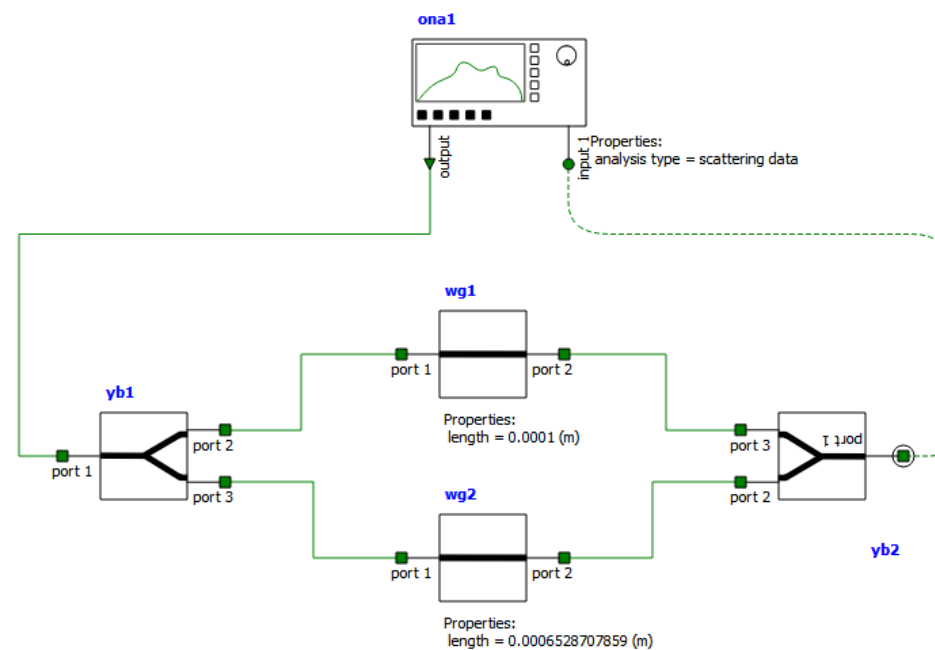 ona1
output
input 1
Properties:
analysis type = scattering data
wg1
port 1
port 2
Properties:
length = 0.0001 (m)
yb1
port 1
port 2
port 3
port 1
port 3
port 2
yb2
wg2
port 1
port 2
Properties:
length = 0.0006528707859 (m)